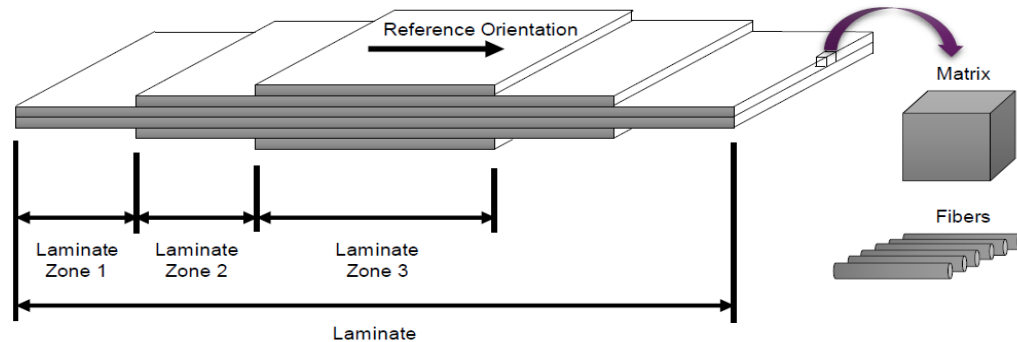 Reference Orientation
Matrix
Fibers
Laminate
Zone 1
Laminate
Zone 2
Laminate
Zone 3
Laminate